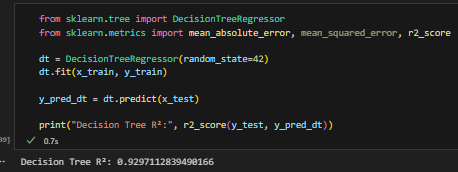 from sklearn.tree import DecisionTreeRegressor
from sklearn.metrics import mean_absolute_error, mean_squared_error, r2_score
dt = DecisionTreeRegressor(random_state=42)
dt.fit(x_train, y_train)
y_pred_dt = dt.predict(x_test)
print("Decision Tree R²:", r2_score(y_test, y_pred_dt))
0.7s
Decision Tree R²: 0.9297112839490166